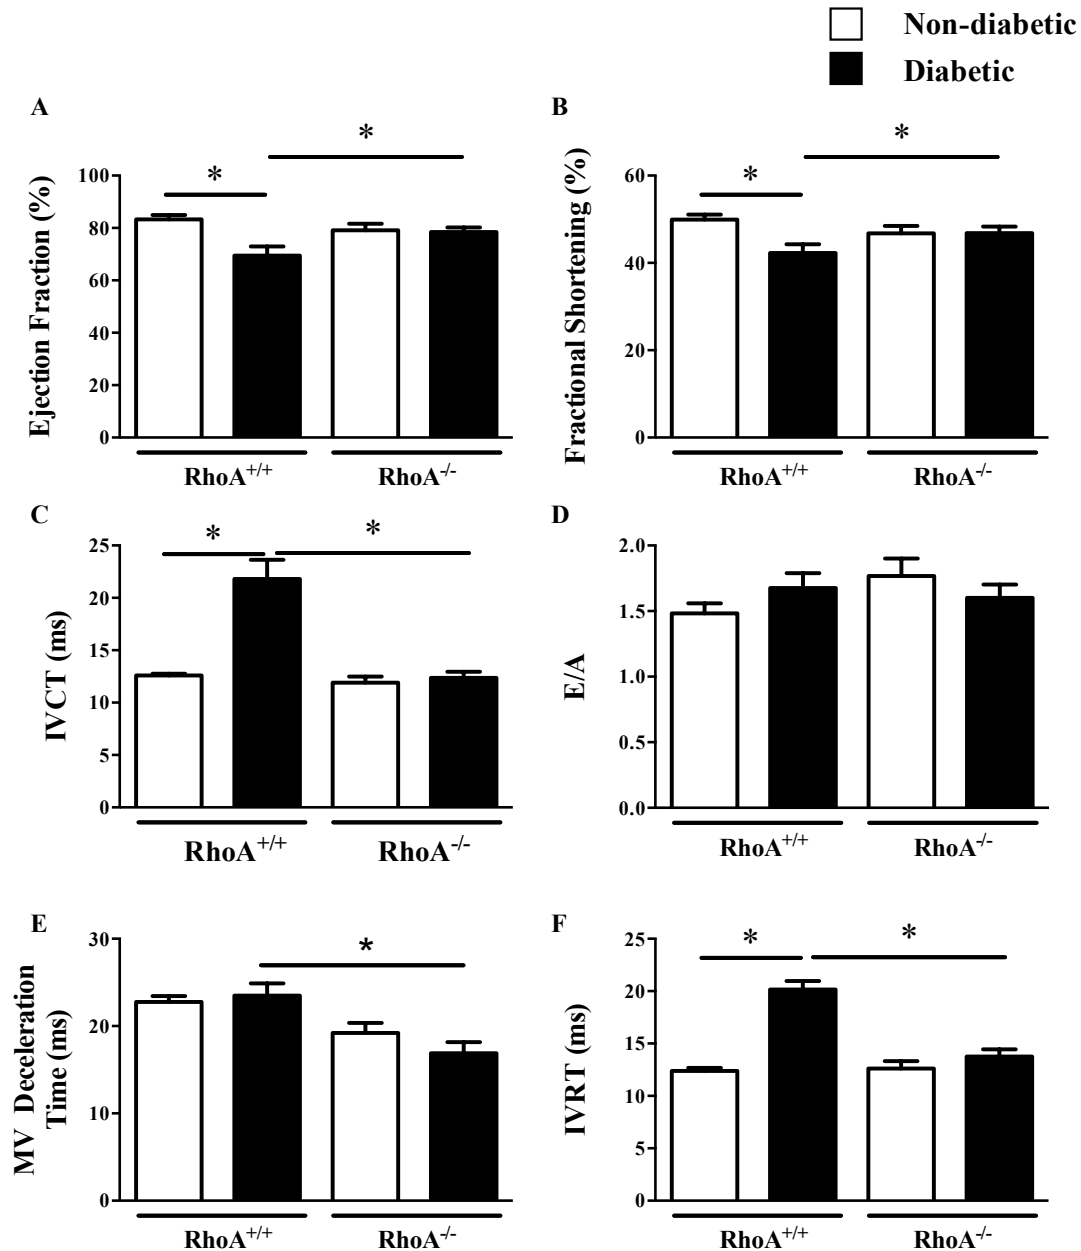 Non-diabetic
Diabetic
A
*
*
Ejection Fraction (%)
100
80
60
40
20
0
RhoA+/+ RhoA-/-
B
*
*
Fractional Shortening (%)
60
40
20
0
RhoA+/+ RhoA-/-
C
*
*
IVCT (ms)
25
20
15
10
5
0
RhoA+/+ RhoA-/-
D
E/A
2.0
1.5
1.0
0.5
0.0
RhoA+/+ RhoA-/-
E
*
MV Deceleration
Time (ms)
30
20
10
0
RhoA+/+ RhoA-/-
F
*
*
IVRT (ms)
25
20
15
10
5
0
RhoA+/+ RhoA-/-